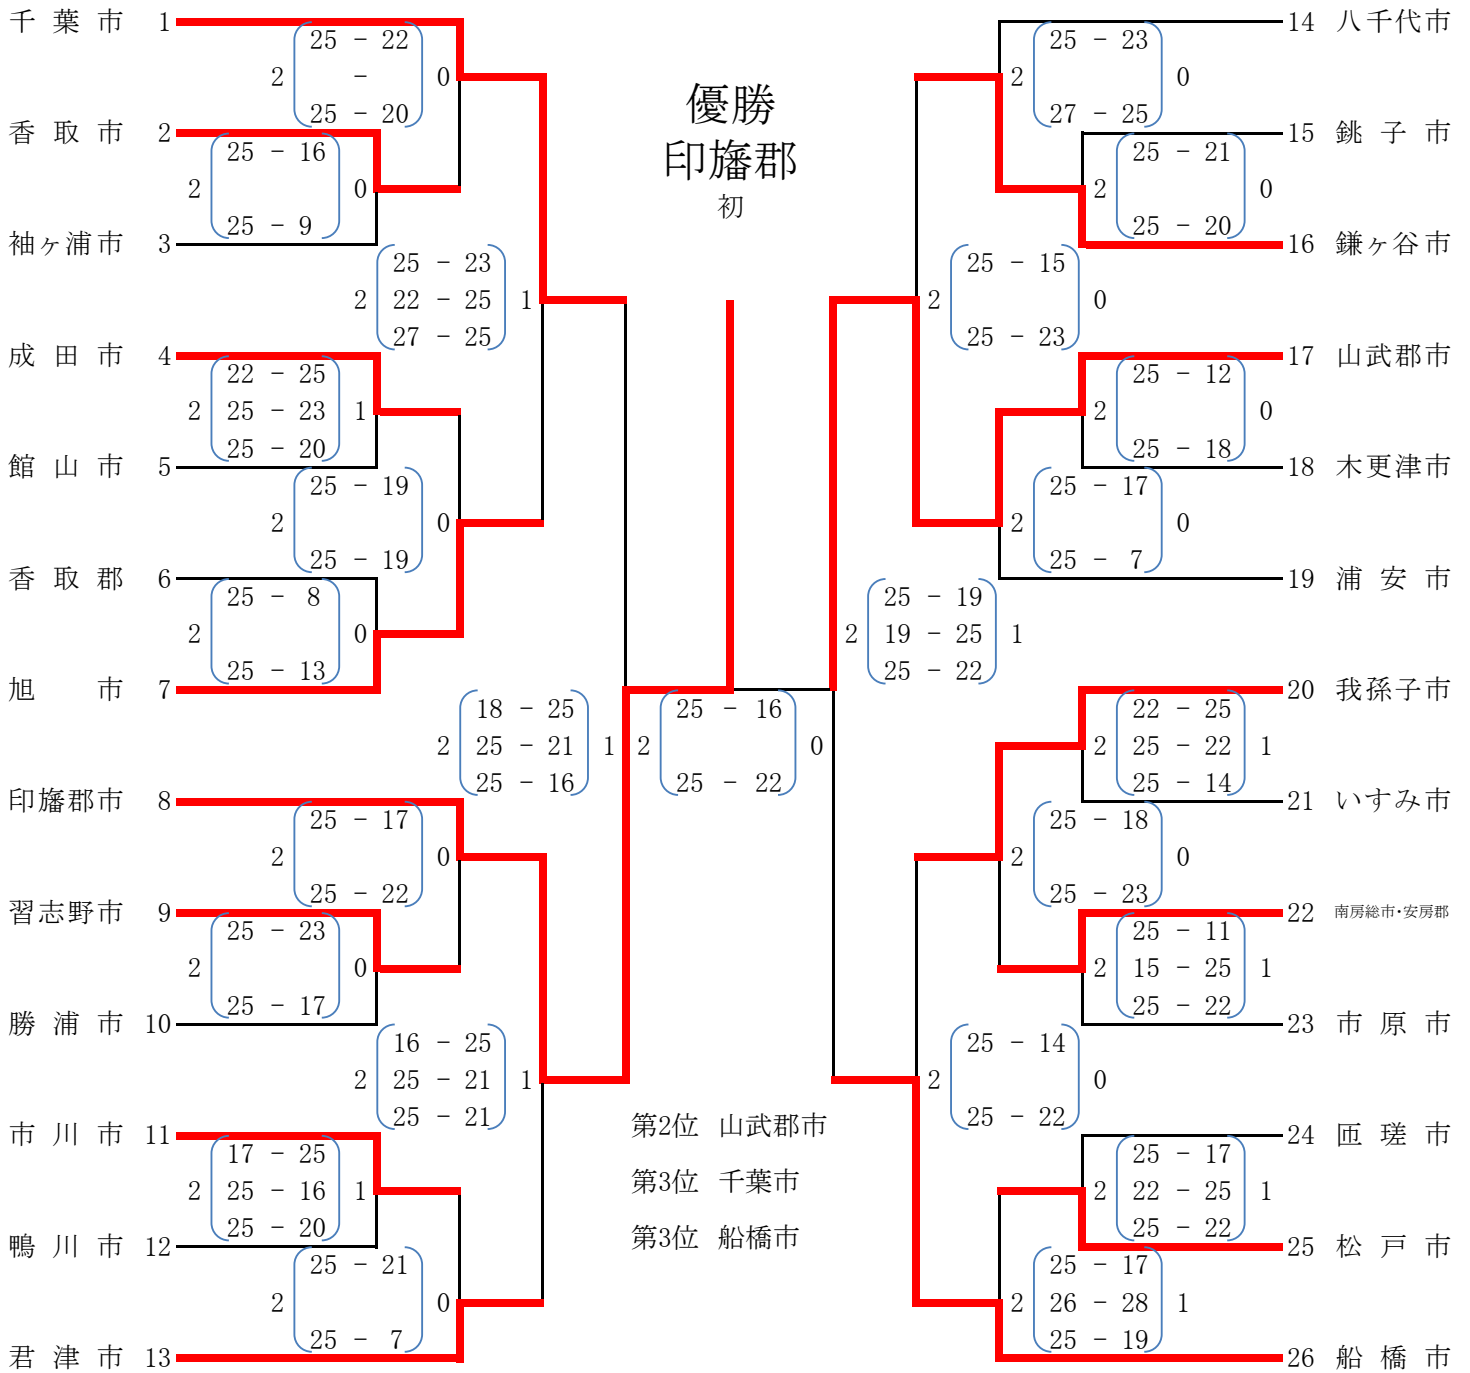 千葉市 1
25 - 22
2 - 0
25 - 20
香取市 2
25 - 16
2 0
25 - 9
袖ヶ浦市 3
25 - 23
2 22 - 25 1
27 - 25
成田市 4
22 - 25
2 25 - 23 1
25 - 20
館山市 5
25 - 19
2 0
25 - 19
香取郡 6
25 - 8
2 0
25 - 13
旭市 7
18 - 25
2 25 - 21 1
25 - 16
印旛郡市 8
25 - 17
2 0
25 - 22
習志野市 9
25 - 23
2 0
25 - 17
勝浦市 10
16 - 25
2 25 - 21 1
25 - 21
市川市 11
17 - 25
2 25 - 16 1
25 - 20
鴨川市 12
25 - 21
2 0
25 - 7
君津市 13
優勝
印旛郡
初
25 - 16
2 0
25 - 22
第2位 山武郡市
第3位 千葉市
第3位 船橋市
14 八千代市
25 - 23
2 0
27 - 25
15 銚子市
25 - 21
2 0
25 - 20
16 鎌ヶ谷市
25 - 15
2 0
25 - 23
17 山武郡市
25 - 12
2 0
25 - 18
18 木更津市
25 - 17
2 0
25 - 7
19 浦安市
25 - 19
2 19 - 25 1
25 - 22
20 我孫子市
22 - 25
2 25 - 22 1
25 - 14
21 いすみ市
25 - 18
2 0
25 - 23
22 南房総市・安房郡
25 - 11
2 15 - 25 1
25 - 22
23 市原市
25 - 14
2 0
25 - 22
24 匝瑳市
25 - 17
2 22 - 25 1
25 - 22
25 松戸市
25 - 17
2 26 - 28 1
25 - 19
26 船橋市